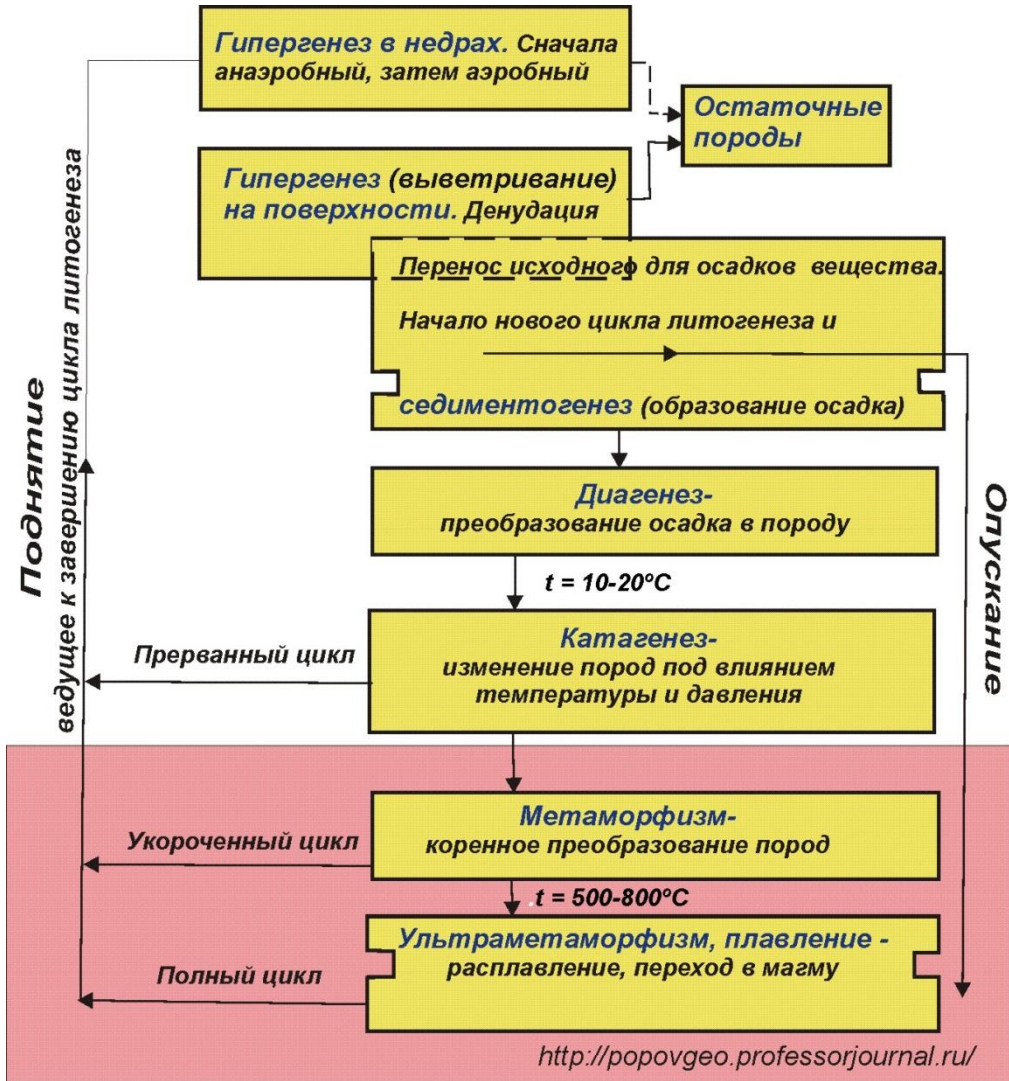 Гипергенез в недрах. Сначала
анаэробный, затем аэробный
Остаточные
породы
Гипергенез (выветривание)
на поверхности. Денудация
Перенос исходного для осадков вещества.
Начало нового цикла литогенеза и
седиментогенез (образование осадка)
Поднятие
ведущее к завершению цикла литогенеза
Опускание
Диагенез-
преобразование осадка в породу
t = 10-20ºC
Катагенез-
изменение пород под влиянием
температуры и давления
Прерванный цикл
Метаморфизм-
коренное преобразование пород
Укороченный цикл
.t = 500-800ºC
Ультраметаморфизм, плавление -
расплавление, переход в магму
Полный цикл
http://popovgeo.professorjournal.ru/